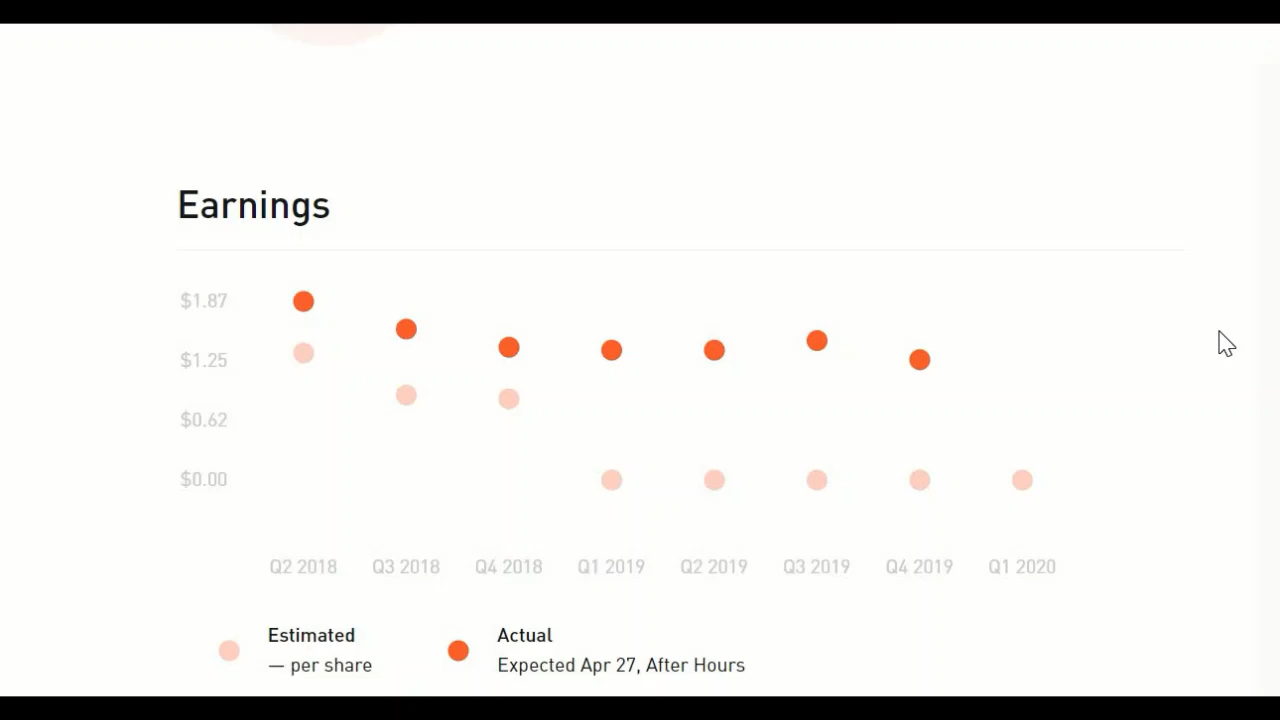 Earnings
$1.87
$1.25
$0.62
$0.00
Q2 2018 Q3 2018 Q4 2018 Q1 2019 Q2 2019 Q3 2019 Q4 2019 Q1 2020
Estimated
— per share
Actual
Expected Apr 27, After Hours